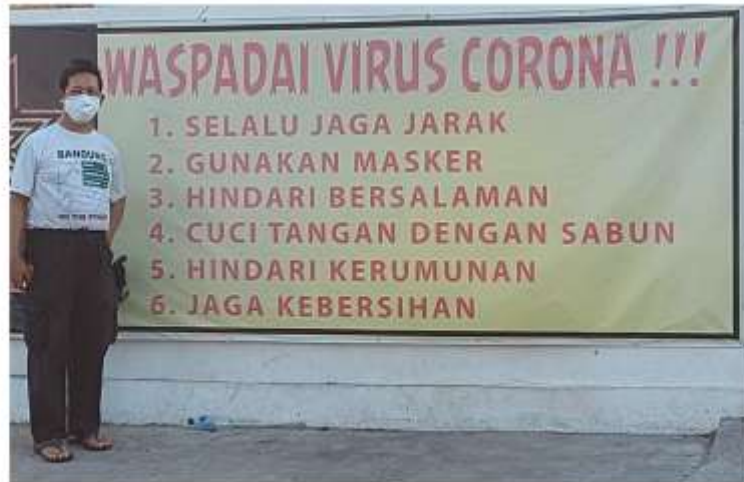 WASPADAI VIRUS CORONA !!!
1. SELALU JAGA JARAK
2. GUNAKAN MASKER
3. HINDARI BERSALAMAN
4. CUCI TANGAN DENGAN SABUN
5. HINDARI KERUMUNAN
6. JAGA KEBERSIHAN
BANDUNG